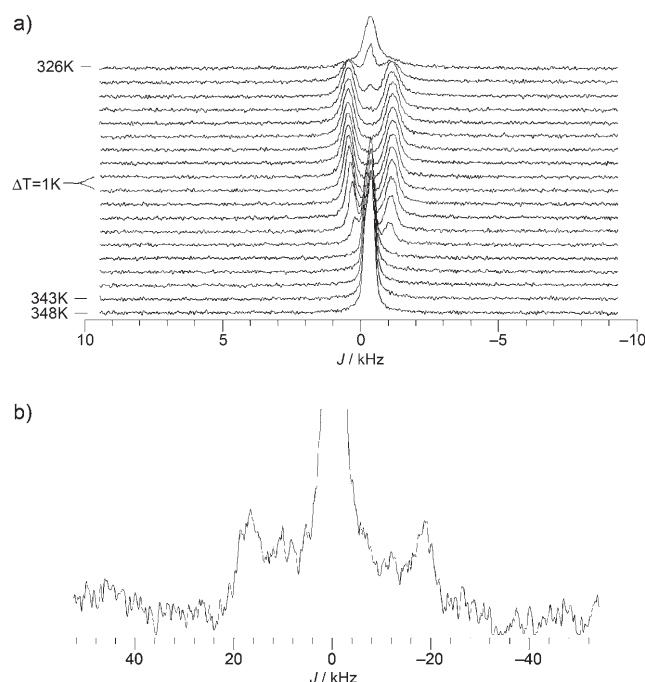 a)
326K
ΔT=1K
343K
348K
10 5 0 –5 –10
J / kHz
b)
40 20 0 –20 –40
J / kHz